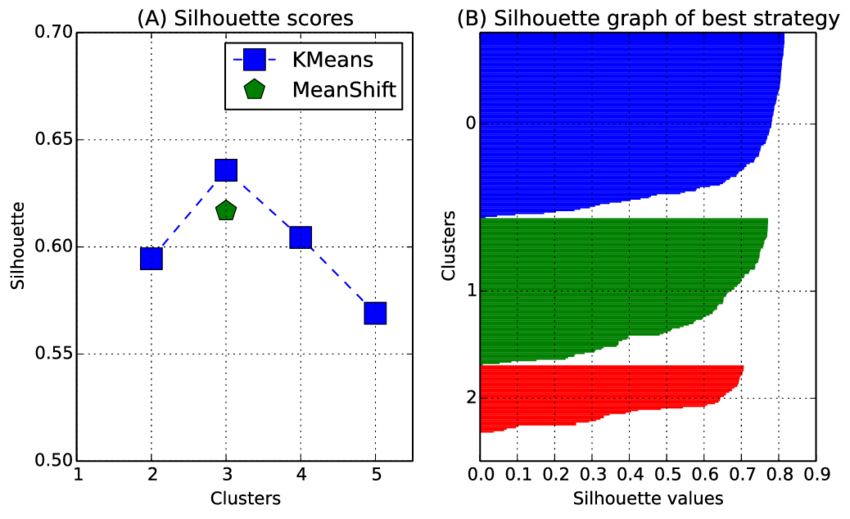 (A) Silhouette scores
0.70
0.65
0.60
0.55
0.50
Silhouette
KMeans
MeanShift
1 2 3 4 5
Clusters
(B) Silhouette graph of best strategy
0
1
2
Clusters
0.0 0.1 0.2 0.3 0.4 0.5 0.6 0.7 0.8 0.9
Silhouette values